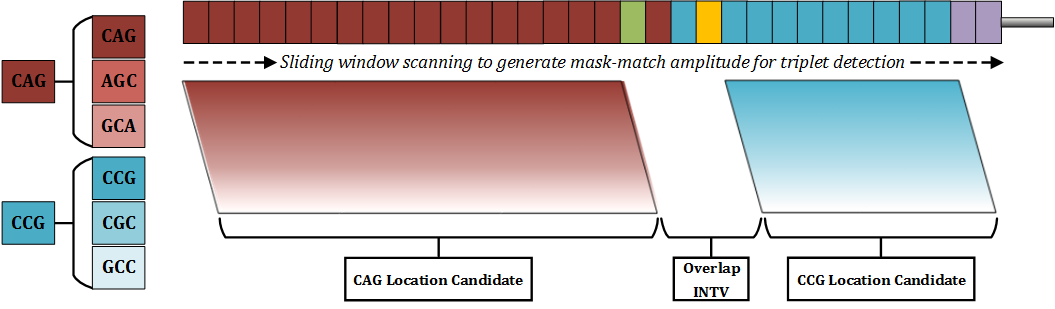 CAG
CAG
AGC
GCA
CCG
CCG
CGC
GCC
Sliding window scanning to generate mask-match amplitude for triplet detection
CAG Location Candidate
Overlap
INTV
CCG Location Candidate